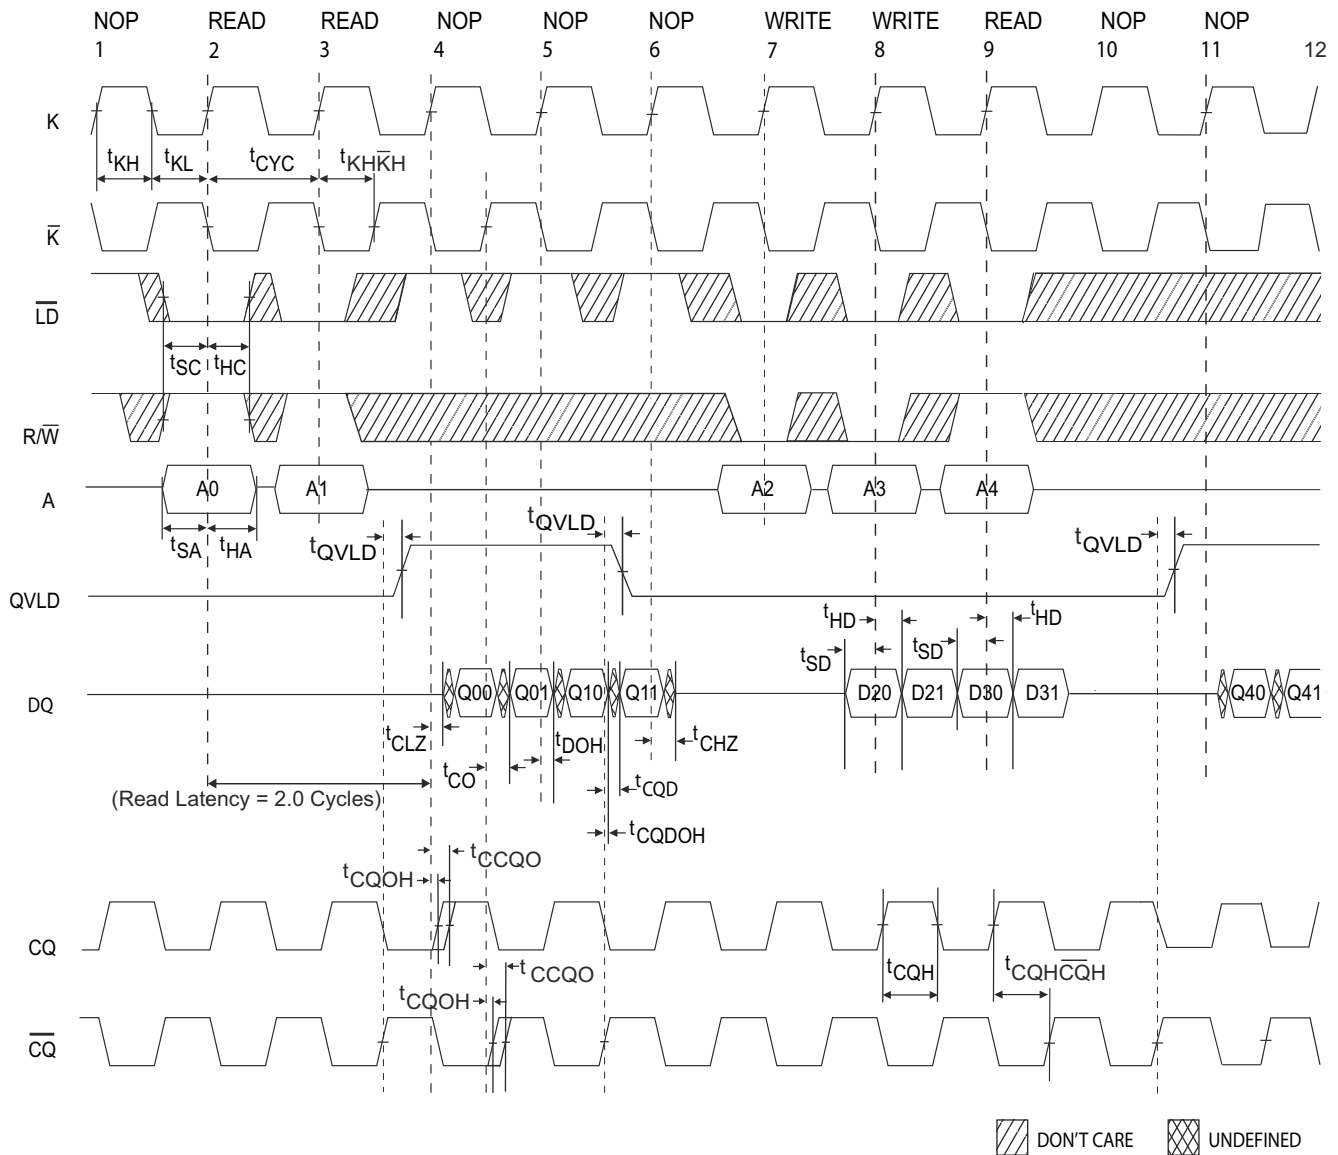 NOP READ READ NOP NOP NOP WRITE WRITE READ NOP NOP
1 2 3 4 5 6 7 8 9 10 11 12
K
tKH tKL tCYC tKHK̅H
K̅
L̅D̅
tSC tHC
R/W̅
A A0 A1 A2 A3 A4
tSA tHA tQVLD tQVLD tQVLD
QVLD
tHD tHD
tSD tSD
DQ Q00 Q01 Q10 Q11 D20 D21 D30 D31 Q40 Q41
tCLZ tDOH tCHZ
tCO tCQD
(Read Latency = 2.0 Cycles)
tCQDOH
tCCQO
tCQOH
CQ
tCQH tCQHC̅Q̅H
tCCQO
tCQOH
C̅Q̅
DON'T CARE UNDEFINED